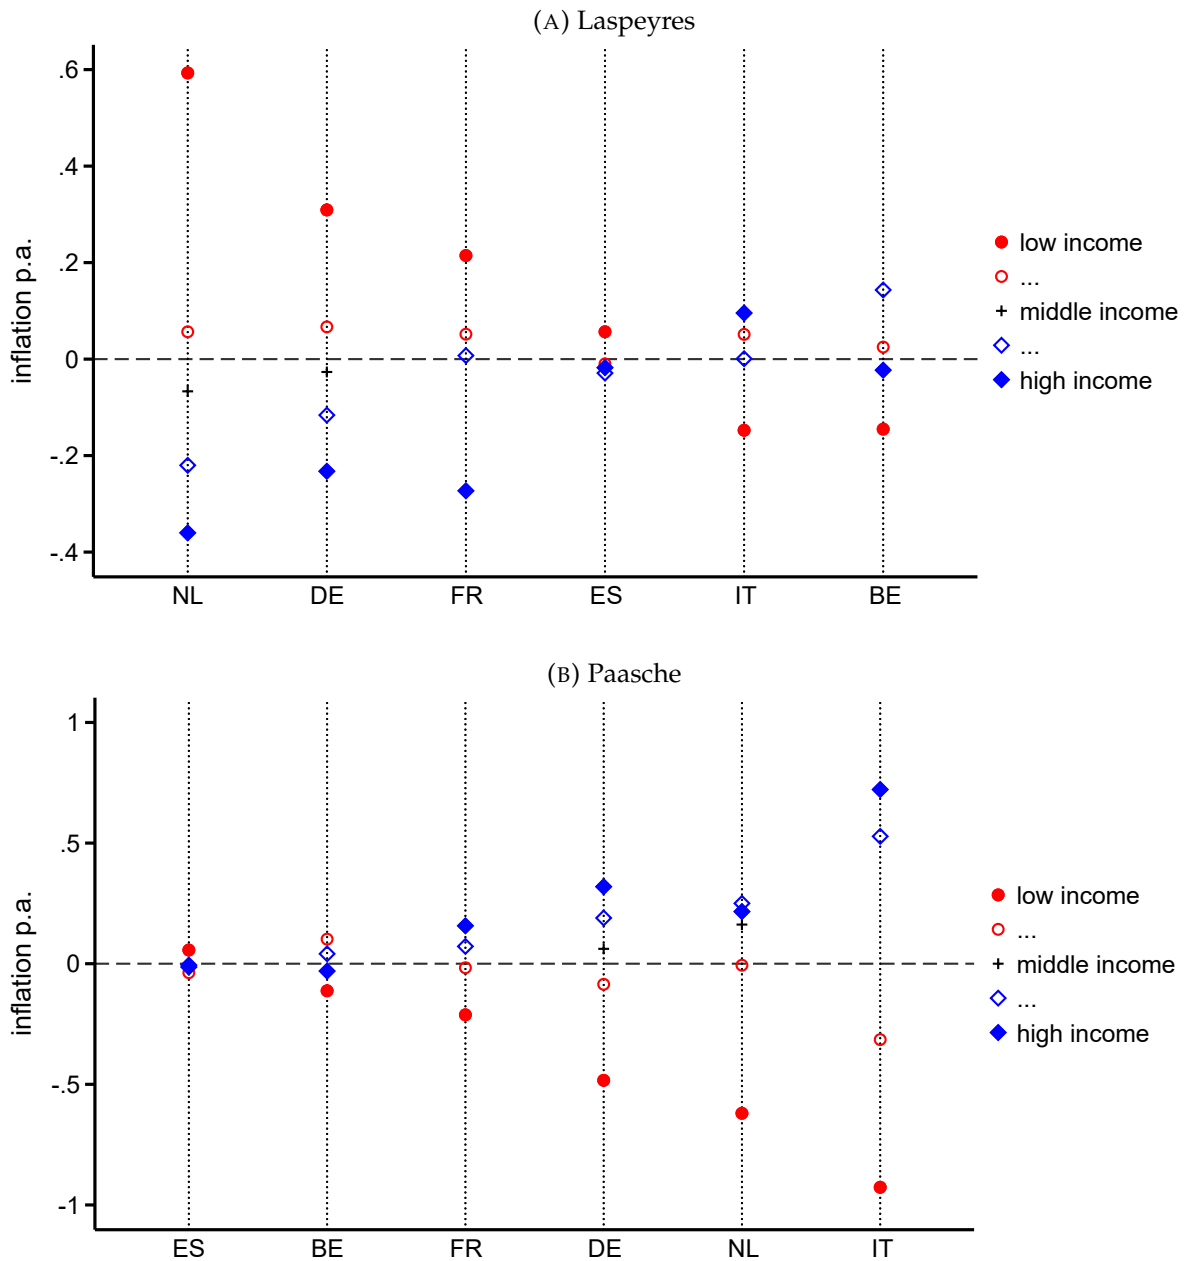 (A) Laspeyres
inflation p.a.
.6
.4
.2
0
-.2
-.4
NL DE FR ES IT BE
low income
...
middle income
...
high income
(B) Paasche
inflation p.a.
1
.5
0
-.5
-1
ES BE FR DE NL IT
low income
...
middle income
...
high income